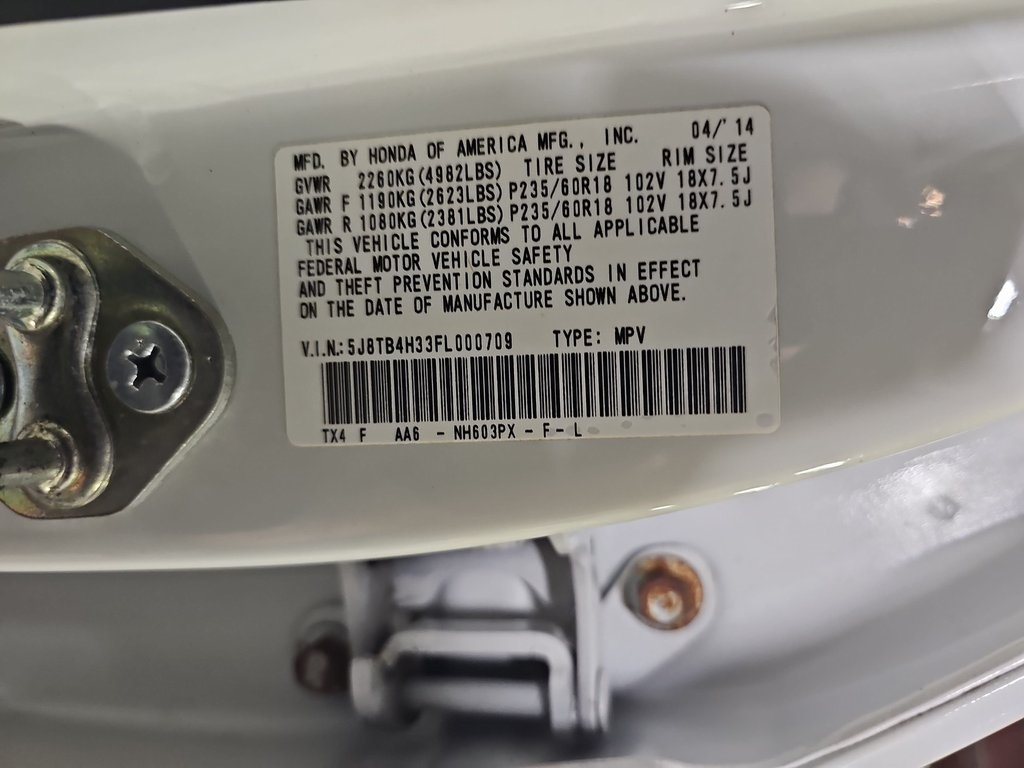 MFD. BY HONDA OF AMERICA MFG., INC. 04/'14
GVWR 2260KG(4982LBS) TIRE SIZE RIM SIZE
GAWR F 1190KG(2623LBS) P235/60R18 102V 18X7.5J
GAWR R 1080KG(2381LBS) P235/60R18 102V 18X7.5J
THIS VEHICLE CONFORMS TO ALL APPLICABLE
FEDERAL MOTOR VEHICLE SAFETY
AND THEFT PREVENTION STANDARDS IN EFFECT
ON THE DATE OF MANUFACTURE SHOWN ABOVE.
V.I.N.: 5J8TB4H33FL000709 TYPE: MPV
TX4 F AA6 - NH603PX - F - L